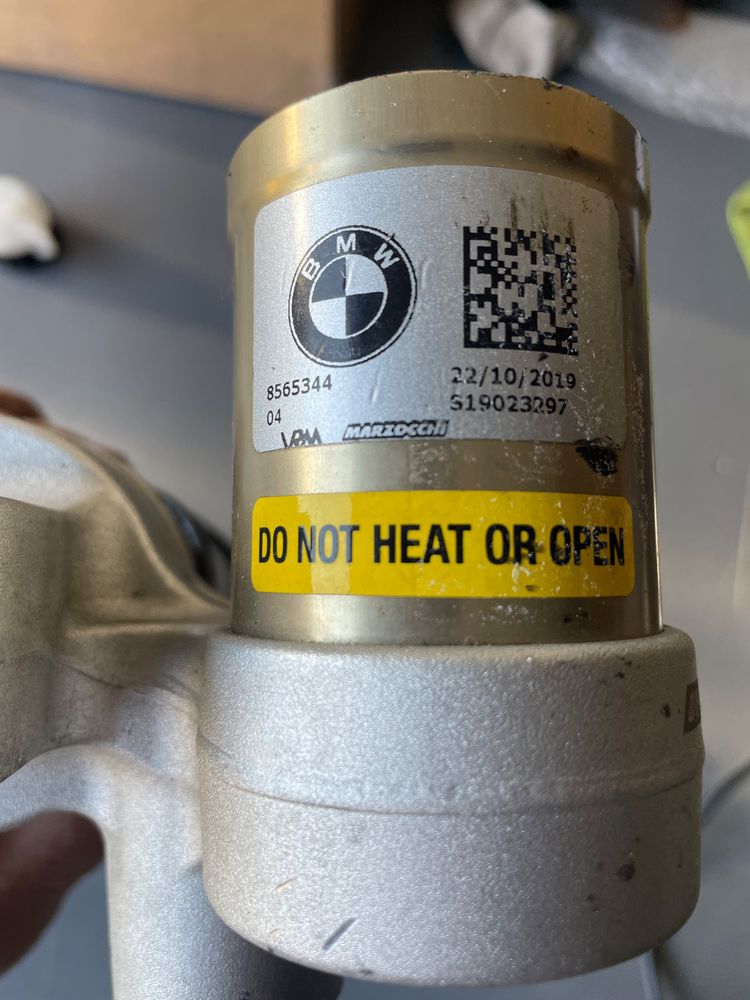 BMW
8565344
04
22/10/2019
S19023297
VRM
MARZOCCHI
DO NOT HEAT OR OPEN